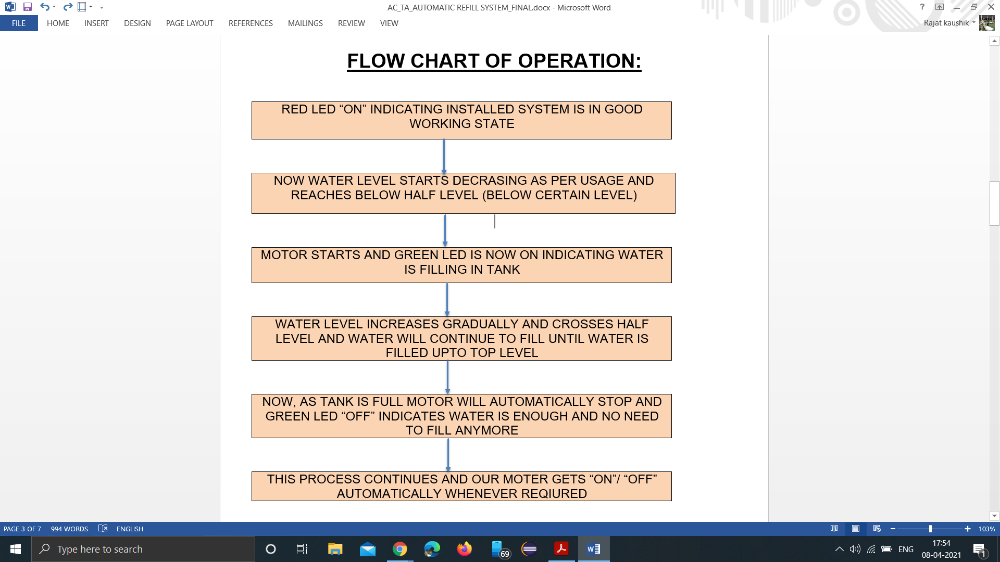 AC_TA_AUTOMATIC REFILL SYSTEM_FINAL.docx - Microsoft Word
?
FILE HOME INSERT DESIGN PAGE LAYOUT REFERENCES MAILINGS REVIEW VIEW
Rajat kaushik
FLOW CHART OF OPERATION:
RED LED “ON” INDICATING INSTALLED SYSTEM IS IN GOOD
WORKING STATE
NOW WATER LEVEL STARTS DECRASING AS PER USAGE AND
REACHES BELOW HALF LEVEL (BELOW CERTAIN LEVEL)
MOTOR STARTS AND GREEN LED IS NOW ON INDICATING WATER
IS FILLING IN TANK
WATER LEVEL INCREASES GRADUALLY AND CROSSES HALF
LEVEL AND WATER WILL CONTINUE TO FILL UNTIL WATER IS
FILLED UPTO TOP LEVEL
NOW, AS TANK IS FULL MOTOR WILL AUTOMATICALLY STOP AND
GREEN LED “OFF” INDICATES WATER IS ENOUGH AND NO NEED
TO FILL ANYMORE
THIS PROCESS CONTINUES AND OUR MOTER GETS “ON”/ “OFF”
AUTOMATICALLY WHENEVER REQIURED
PAGE 3 OF 7 994 WORDS ENGLISH
103%
Type here to search
69
ENG
17:54
08-04-2021
1